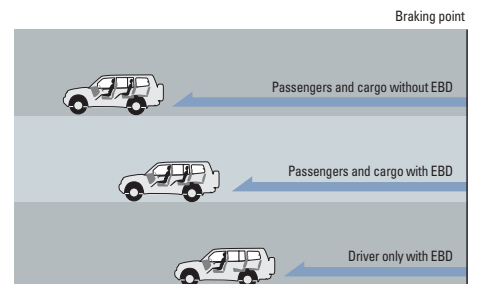 Braking point
Passengers and cargo without EBD
Passengers and cargo with EBD
Driver only with EBD